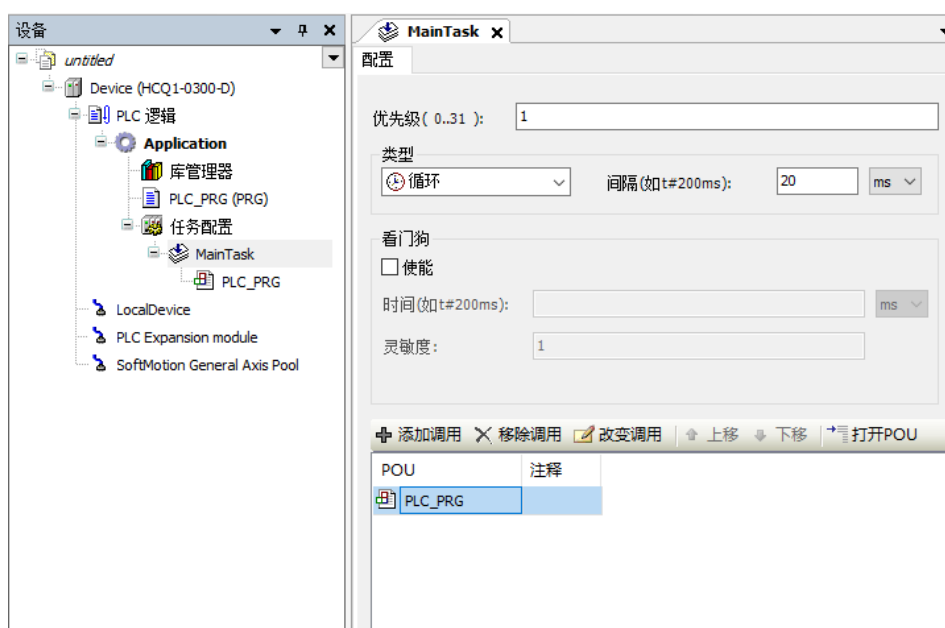 设备
untitled
Device (HCQ1-0300-D)
PLC 逻辑
Application
库管理器
PLC_PRG (PRG)
任务配置
MainTask
PLC_PRG
LocalDevice
PLC Expansion module
SoftMotion General Axis Pool
MainTask
配置
优先级( 0..31 ): 1
类型
循环 间隔(如t#200ms): 20 ms
看门狗
使能
时间(如t#200ms): ms
灵敏度: 1
添加调用 移除调用 改变调用 上移 下移 打开POU
POU 注释
PLC_PRG